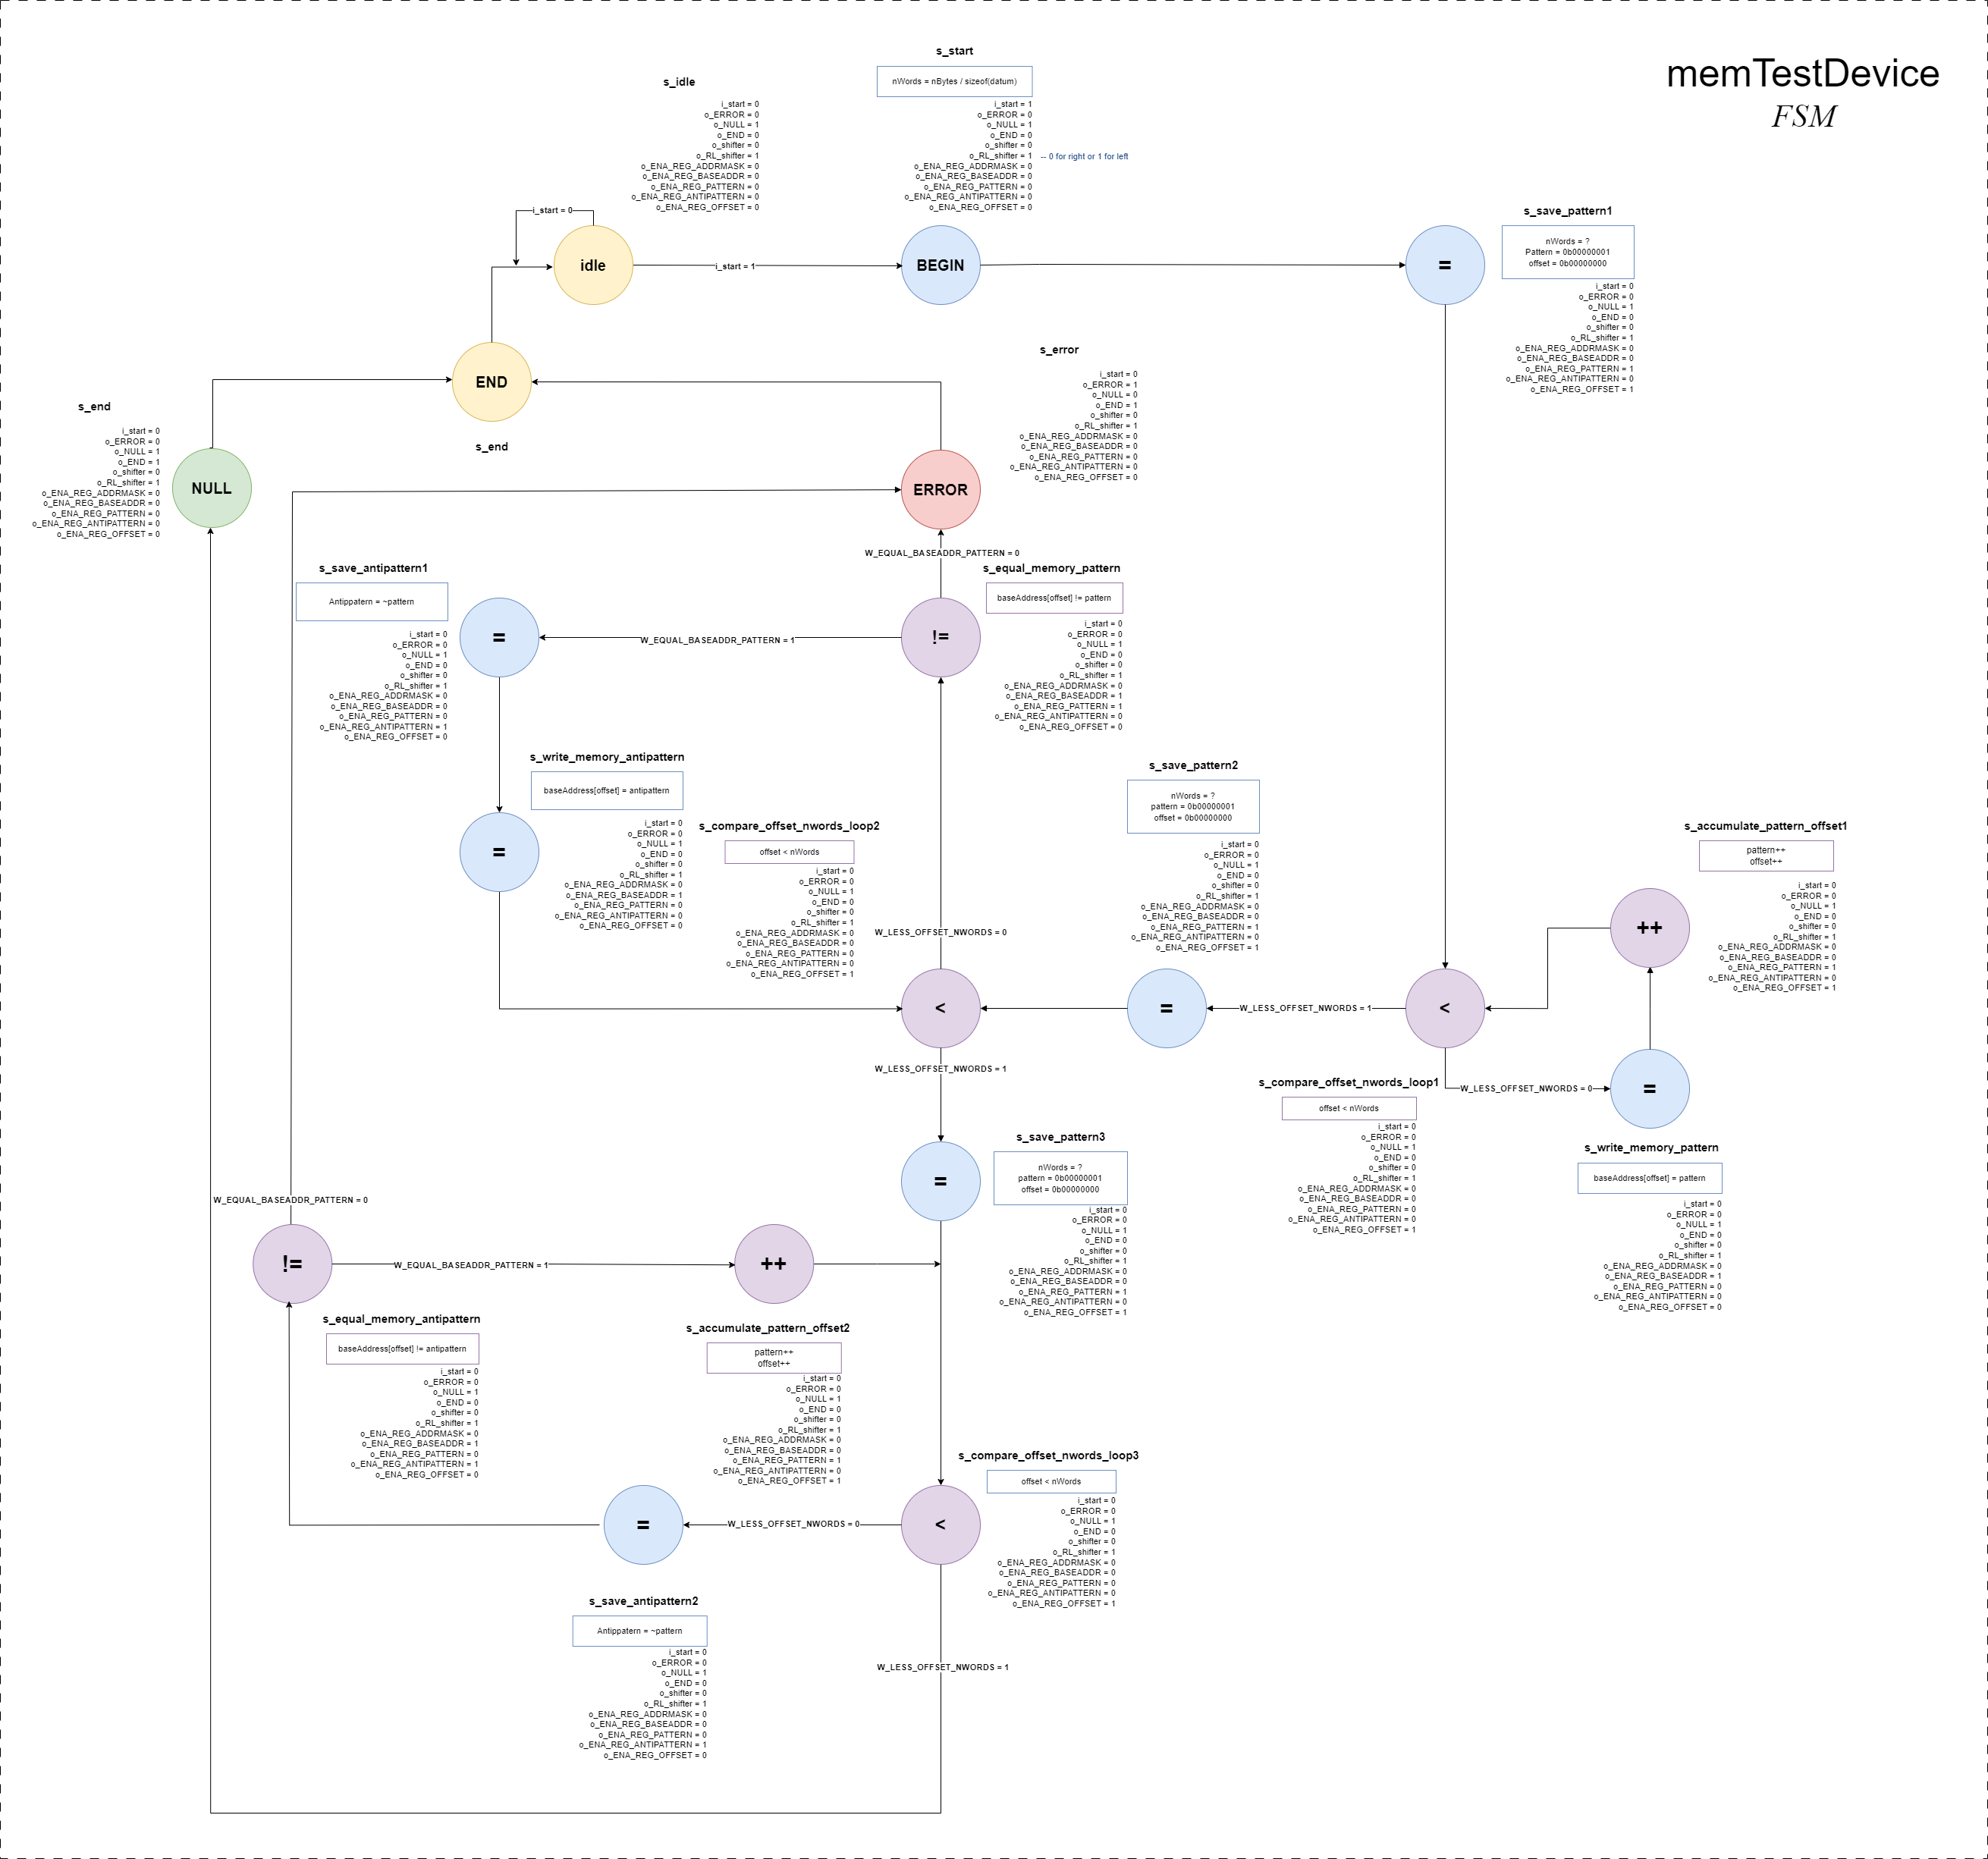 memTestDevice
FSM
s_idle
i_start = 0
o_ERROR = 0
o_NULL = 1
o_END = 0
o_shifter = 0
o_RL_shifter = 1
o_ENA_REG_ADDRMASK = 0
o_ENA_REG_BASEADDR = 0
o_ENA_REG_PATTERN = 0
o_ENA_REG_ANTIPATTERN = 0
o_ENA_REG_OFFSET = 0
s_start
nWords = nBytes / sizeof(datum)
i_start = 1
o_ERROR = 0
o_NULL = 1
o_END = 0
o_shifter = 0
o_RL_shifter = 1 -- 0 for right or 1 for left
o_ENA_REG_ADDRMASK = 0
o_ENA_REG_BASEADDR = 0
o_ENA_REG_PATTERN = 0
o_ENA_REG_ANTIPATTERN = 0
o_ENA_REG_OFFSET = 0
i_start = 0
idle
i_start = 1
BEGIN
=
s_save_pattern1
nWords = ?
Pattern = 0b00000001
offset = 0b00000000
i_start = 0
o_ERROR = 0
o_NULL = 1
o_END = 0
o_shifter = 0
o_RL_shifter = 1
o_ENA_REG_ADDRMASK = 0
o_ENA_REG_BASEADDR = 0
o_ENA_REG_PATTERN = 1
o_ENA_REG_ANTIPATTERN = 0
o_ENA_REG_OFFSET = 1
END
s_end
s_error
i_start = 0
o_ERROR = 1
o_NULL = 0
o_END = 1
o_shifter = 0
o_RL_shifter = 1
o_ENA_REG_ADDRMASK = 0
o_ENA_REG_BASEADDR = 0
o_ENA_REG_PATTERN = 0
o_ENA_REG_ANTIPATTERN = 0
o_ENA_REG_OFFSET = 0
s_end
i_start = 0
o_ERROR = 0
o_NULL = 1
o_END = 1
o_shifter = 0
o_RL_shifter = 1
o_ENA_REG_ADDRMASK = 0
o_ENA_REG_BASEADDR = 0
o_ENA_REG_PATTERN = 0
o_ENA_REG_ANTIPATTERN = 0
o_ENA_REG_OFFSET = 0
NULL
ERROR
W_EQUAL_BASEADDR_PATTERN = 0
s_save_antipattern1
Antippatern = ~pattern
i_start = 0
o_ERROR = 0
o_NULL = 1
o_END = 0
o_shifter = 0
o_RL_shifter = 1
o_ENA_REG_ADDRMASK = 0
o_ENA_REG_BASEADDR = 0
o_ENA_REG_PATTERN = 0
o_ENA_REG_ANTIPATTERN = 1
o_ENA_REG_OFFSET = 0
=
W_EQUAL_BASEADDR_PATTERN = 1
!=
s_equal_memory_pattern
baseAddress[offset] != pattern
i_start = 0
o_ERROR = 0
o_NULL = 1
o_END = 0
o_shifter = 0
o_RL_shifter = 1
o_ENA_REG_ADDRMASK = 0
o_ENA_REG_BASEADDR = 1
o_ENA_REG_PATTERN = 1
o_ENA_REG_ANTIPATTERN = 0
o_ENA_REG_OFFSET = 0
s_write_memory_antipattern
baseAddress[offset] = antipattern
i_start = 0
o_ERROR = 0
o_NULL = 1
o_END = 0
o_shifter = 0
o_RL_shifter = 1
o_ENA_REG_ADDRMASK = 0
o_ENA_REG_BASEADDR = 1
o_ENA_REG_PATTERN = 0
o_ENA_REG_ANTIPATTERN = 0
o_ENA_REG_OFFSET = 0
=
s_compare_offset_nwords_loop2
offset < nWords
i_start = 0
o_ERROR = 0
o_NULL = 1
o_END = 0
o_shifter = 0
o_RL_shifter = 1
o_ENA_REG_ADDRMASK = 0
o_ENA_REG_BASEADDR = 0
o_ENA_REG_PATTERN = 0
o_ENA_REG_ANTIPATTERN = 0
o_ENA_REG_OFFSET = 1
W_LESS_OFFSET_NWORDS = 0
s_save_pattern2
nWords = ?
pattern = 0b00000001
offset = 0b00000000
i_start = 0
o_ERROR = 0
o_NULL = 1
o_END = 0
o_shifter = 0
o_RL_shifter = 1
o_ENA_REG_ADDRMASK = 0
o_ENA_REG_BASEADDR = 0
o_ENA_REG_PATTERN = 1
o_ENA_REG_ANTIPATTERN = 0
o_ENA_REG_OFFSET = 1
s_accumulate_pattern_offset1
pattern++
offset++
i_start = 0
o_ERROR = 0
o_NULL = 1
o_END = 0
o_shifter = 0
o_RL_shifter = 1
o_ENA_REG_ADDRMASK = 0
o_ENA_REG_BASEADDR = 0
o_ENA_REG_PATTERN = 1
o_ENA_REG_ANTIPATTERN = 0
o_ENA_REG_OFFSET = 1
++
<
=
W_LESS_OFFSET_NWORDS = 1
<
W_LESS_OFFSET_NWORDS = 1
W_LESS_OFFSET_NWORDS = 0
=
s_compare_offset_nwords_loop1
offset < nWords
i_start = 0
o_ERROR = 0
o_NULL = 1
o_END = 0
o_shifter = 0
o_RL_shifter = 1
o_ENA_REG_ADDRMASK = 0
o_ENA_REG_BASEADDR = 0
o_ENA_REG_PATTERN = 0
o_ENA_REG_ANTIPATTERN = 0
o_ENA_REG_OFFSET = 1
s_write_memory_pattern
baseAddress[offset] = pattern
i_start = 0
o_ERROR = 0
o_NULL = 1
o_END = 0
o_shifter = 0
o_RL_shifter = 1
o_ENA_REG_ADDRMASK = 0
o_ENA_REG_BASEADDR = 1
o_ENA_REG_PATTERN = 0
o_ENA_REG_ANTIPATTERN = 0
o_ENA_REG_OFFSET = 0
s_save_pattern3
nWords = ?
pattern = 0b00000001
offset = 0b00000000
i_start = 0
o_ERROR = 0
o_NULL = 1
o_END = 0
o_shifter = 0
o_RL_shifter = 1
o_ENA_REG_ADDRMASK = 0
o_ENA_REG_BASEADDR = 0
o_ENA_REG_PATTERN = 1
o_ENA_REG_ANTIPATTERN = 0
o_ENA_REG_OFFSET = 1
=
W_EQUAL_BASEADDR_PATTERN = 0
!=
W_EQUAL_BASEADDR_PATTERN = 1
++
s_equal_memory_antipattern
baseAddress[offset] != antipattern
i_start = 0
o_ERROR = 0
o_NULL = 1
o_END = 0
o_shifter = 0
o_RL_shifter = 1
o_ENA_REG_ADDRMASK = 0
o_ENA_REG_BASEADDR = 1
o_ENA_REG_PATTERN = 0
o_ENA_REG_ANTIPATTERN = 1
o_ENA_REG_OFFSET = 0
s_accumulate_pattern_offset2
pattern++
offset++
i_start = 0
o_ERROR = 0
o_NULL = 1
o_END = 0
o_shifter = 0
o_RL_shifter = 1
o_ENA_REG_ADDRMASK = 0
o_ENA_REG_BASEADDR = 0
o_ENA_REG_PATTERN = 1
o_ENA_REG_ANTIPATTERN = 0
o_ENA_REG_OFFSET = 1
s_compare_offset_nwords_loop3
offset < nWords
i_start = 0
o_ERROR = 0
o_NULL = 1
o_END = 0
o_shifter = 0
o_RL_shifter = 1
o_ENA_REG_ADDRMASK = 0
o_ENA_REG_BASEADDR = 0
o_ENA_REG_PATTERN = 0
o_ENA_REG_ANTIPATTERN = 0
o_ENA_REG_OFFSET = 1
=
W_LESS_OFFSET_NWORDS = 0
<
s_save_antipattern2
Antippatern = ~pattern
i_start = 0
o_ERROR = 0
o_NULL = 1
o_END = 0
o_shifter = 0
o_RL_shifter = 1
o_ENA_REG_ADDRMASK = 0
o_ENA_REG_BASEADDR = 0
o_ENA_REG_PATTERN = 0
o_ENA_REG_ANTIPATTERN = 1
o_ENA_REG_OFFSET = 0
W_LESS_OFFSET_NWORDS = 1